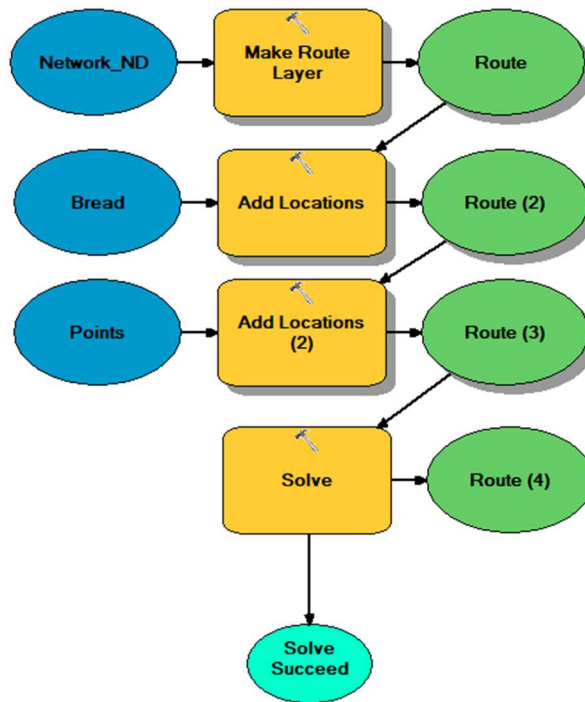 Network_ND
Make Route
Layer
Route
Bread
Add Locations
Route (2)
Points
Add Locations
(2)
Route (3)
Solve
Route (4)
Solve
Succeed